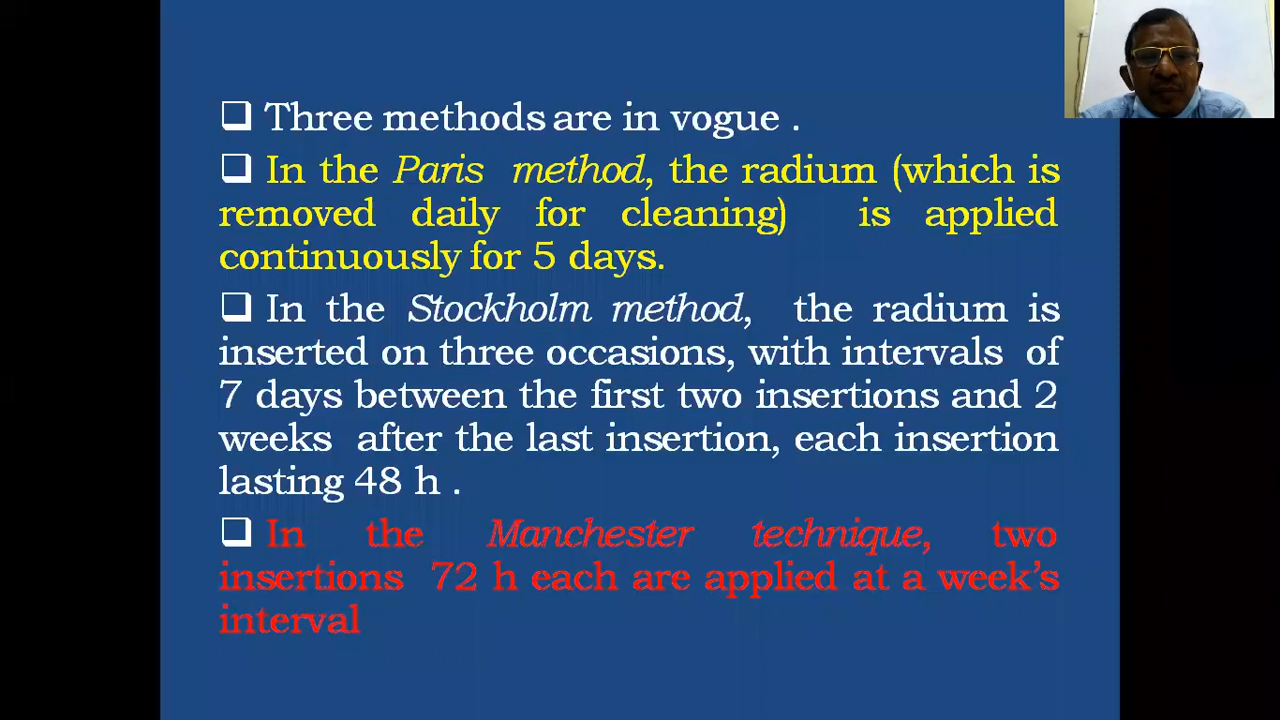 Three methods are in vogue .
In the Paris method, the radium (which is
removed daily for cleaning) is applied
continuously for 5 days.
In the Stockholm method, the radium is
inserted on three occasions, with intervals of
7 days between the first two insertions and 2
weeks after the last insertion, each insertion
lasting 48 h .
In the Manchester technique, two
insertions 72 h each are applied at a week’s
interval